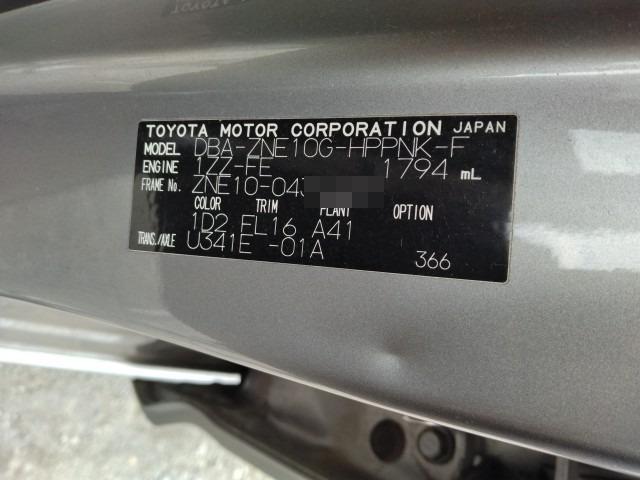 TOYOTA MOTOR CORPORATION JAPAN
MODEL DBA-ZNE10G-HPPNK-F
ENGINE 1ZZ-FE 1794 mL
FRAME No. ZNE10-043
COLOR TRIM PLANT OPTION
1D2 FL16 A41
TRANS./AXLE U341E -01A
366